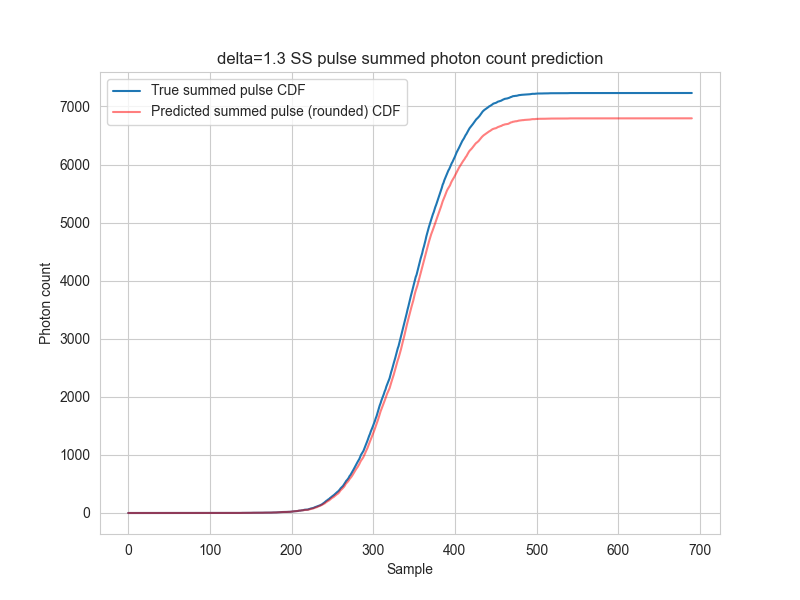 delta=1.3 SS pulse summed photon count prediction
True summed pulse CDF
Predicted summed pulse (rounded) CDF
7000
6000
5000
4000
3000
2000
1000
0
Photon count
0 100 200 300 400 500 600 700
Sample